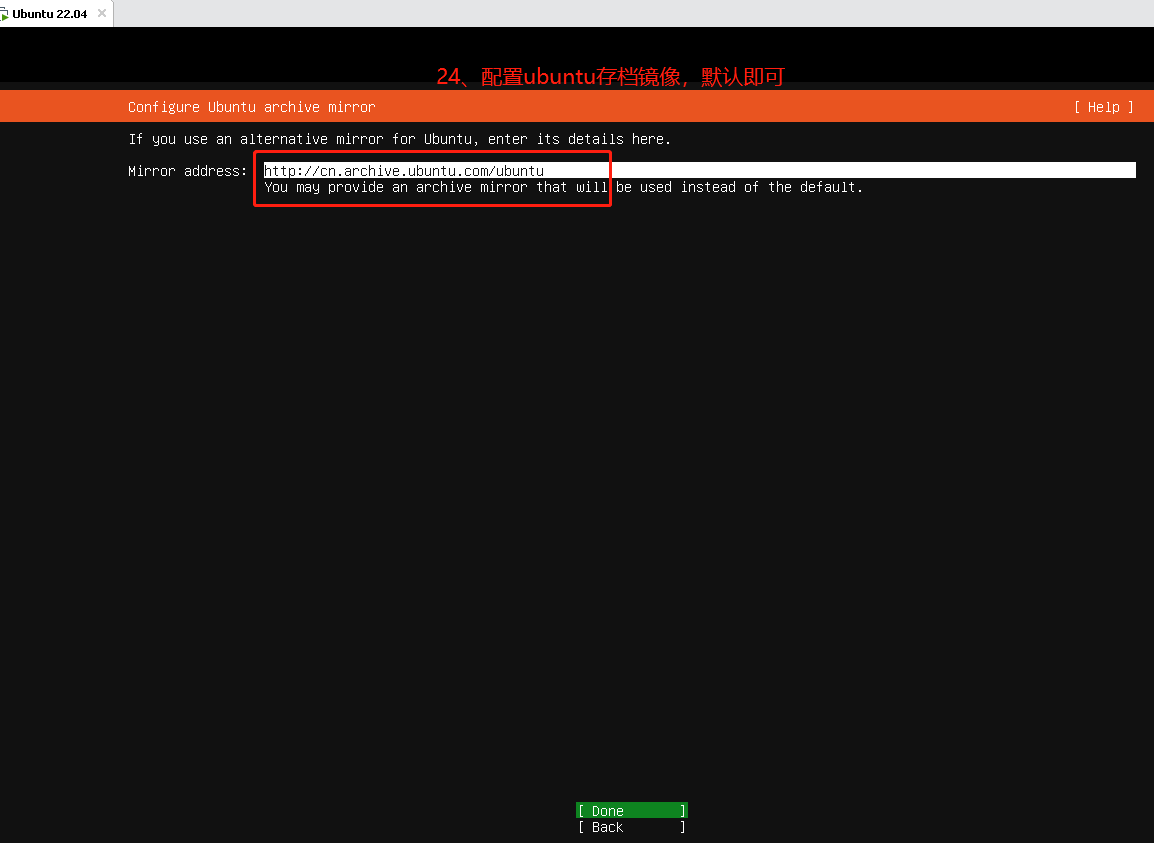 Ubuntu 22.04
24、配置ubuntu存档镜像，默认即可
Configure Ubuntu archive mirror [ Help ]
If you use an alternative mirror for Ubuntu, enter its details here.
Mirror address: http://cn.archive.ubuntu.com/ubuntu
You may provide an archive mirror that will be used instead of the default.
[ Done ]
[ Back ]